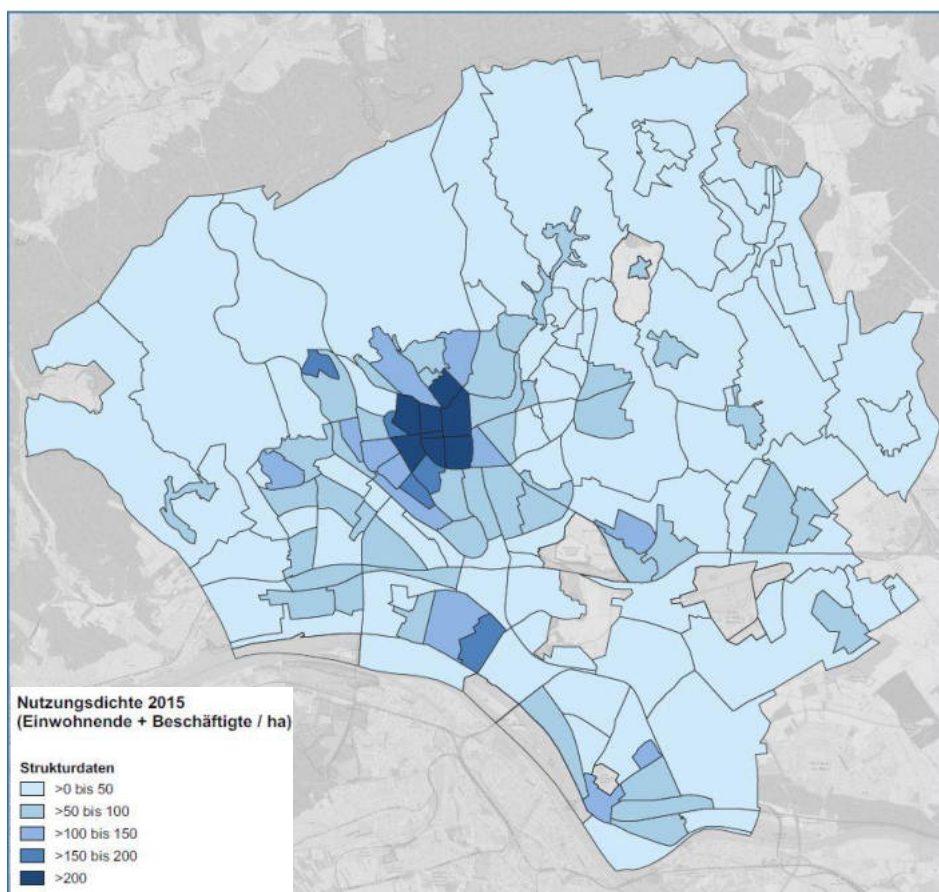 Nutzungsdichte 2015
(Einwohnende + Beschäftigte / ha)
Strukturdaten
>0 bis 50
>50 bis 100
>100 bis 150
>150 bis 200
>200